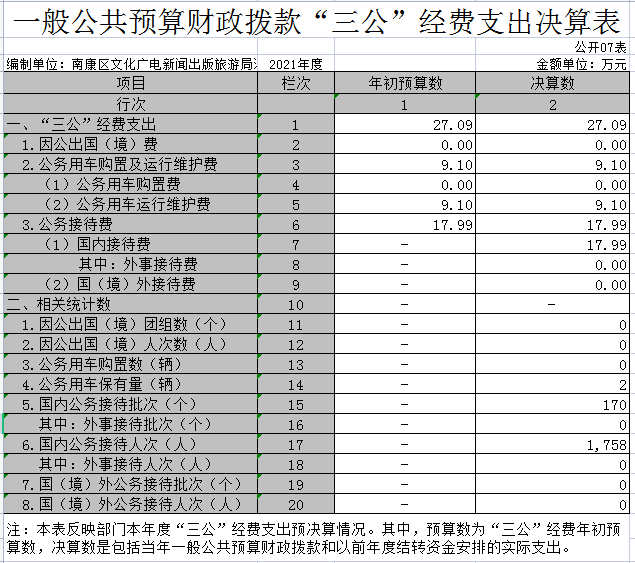 一般公共预算财政拨款“三公”经费支出决算表
公开07表
编制单位：南康区文化广电新闻出版旅游局 2021年度 金额单位：万元
项目 栏次 年初预算数 决算数
行次 1 2
一、“三公”经费支出 1 27.09 27.09
1.因公出国（境）费 2 0.00 0.00
2.公务用车购置及运行维护费 3 9.10 9.10
（1）公务用车购置费 4 0.00 0.00
（2）公务用车运行维护费 5 9.10 9.10
3.公务接待费 6 17.99 17.99
（1）国内接待费 7 － 17.99
其中：外事接待费 8 － 0.00
（2）国（境）外接待费 9 － 0.00
二、相关统计数 10 － －
1.因公出国（境）团组数（个） 11 － 0
2.因公出国（境）人次数（人） 12 － 0
3.公务用车购置数（辆） 13 － 0
4.公务用车保有量（辆） 14 － 2
5.国内公务接待批次（个） 15 － 170
其中：外事接待批次（个） 16 － 0
6.国内公务接待人次（人） 17 － 1,758
其中：外事接待人次（人） 18 － 0
7.国（境）外公务接待批次（个） 19 － 0
8.国（境）外公务接待人次（人） 20 － 0
注：本表反映部门本年度“三公”经费支出预决算情况。其中，预算数为“三公”经费年初预
算数，决算数是包括当年一般公共预算财政拨款和以前年度结转资金安排的实际支出。